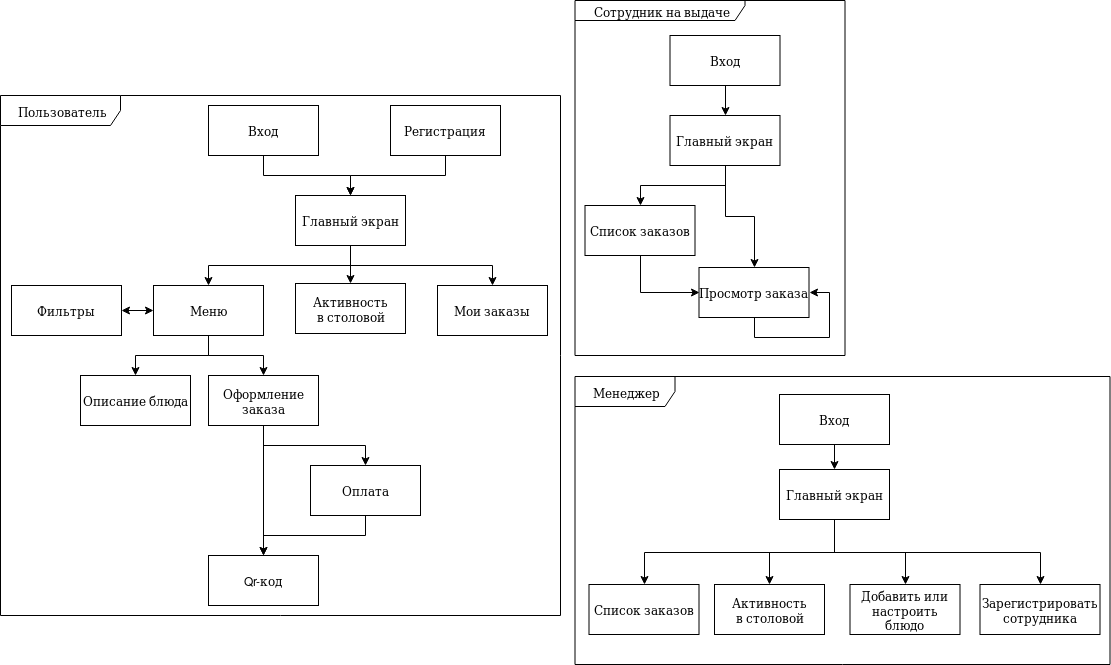 Пользователь
Вход
Регистрация
Главный экран
Фильтры
Меню
Активность
в столовой
Мои заказы
Описание блюда
Оформление
заказа
Оплата
Qr-код
Сотрудник на выдаче
Вход
Главный экран
Список заказов
Просмотр заказа
Менеджер
Вход
Главный экран
Список заказов
Активность
в столовой
Добавить или
настроить
блюдо
Зарегистрировать
сотрудника